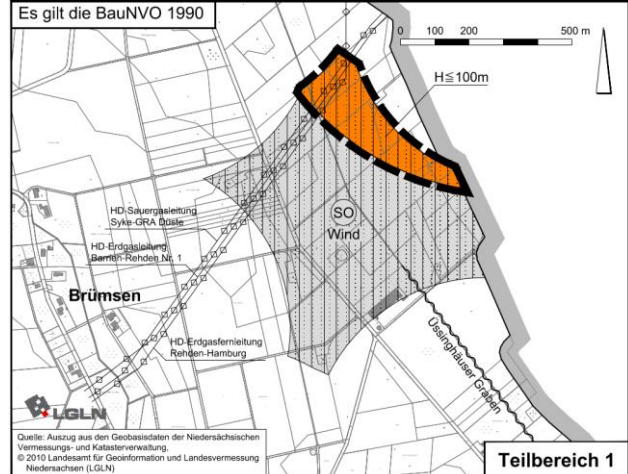 Es gilt die BauNVO 1990
0 100 200 500 m
H≦100m
HD-Sauergasleitung
Syke-GRA Düste
SO
Wind
HD-Erdgasleitung
Barrien-Rehden Nr. 1
Brümsen
HD-Erdgasfernleitung
Rehden-Hamburg
Üssinghäuser Graben
LGLN
Quelle: Auszug aus den Geobasisdaten der Niedersächsischen
Vermessungs- und Katasterverwaltung,
© 2010 Landesamt für Geoinformation und Landesvermessung
Niedersachsen (LGLN)
Teilbereich 1